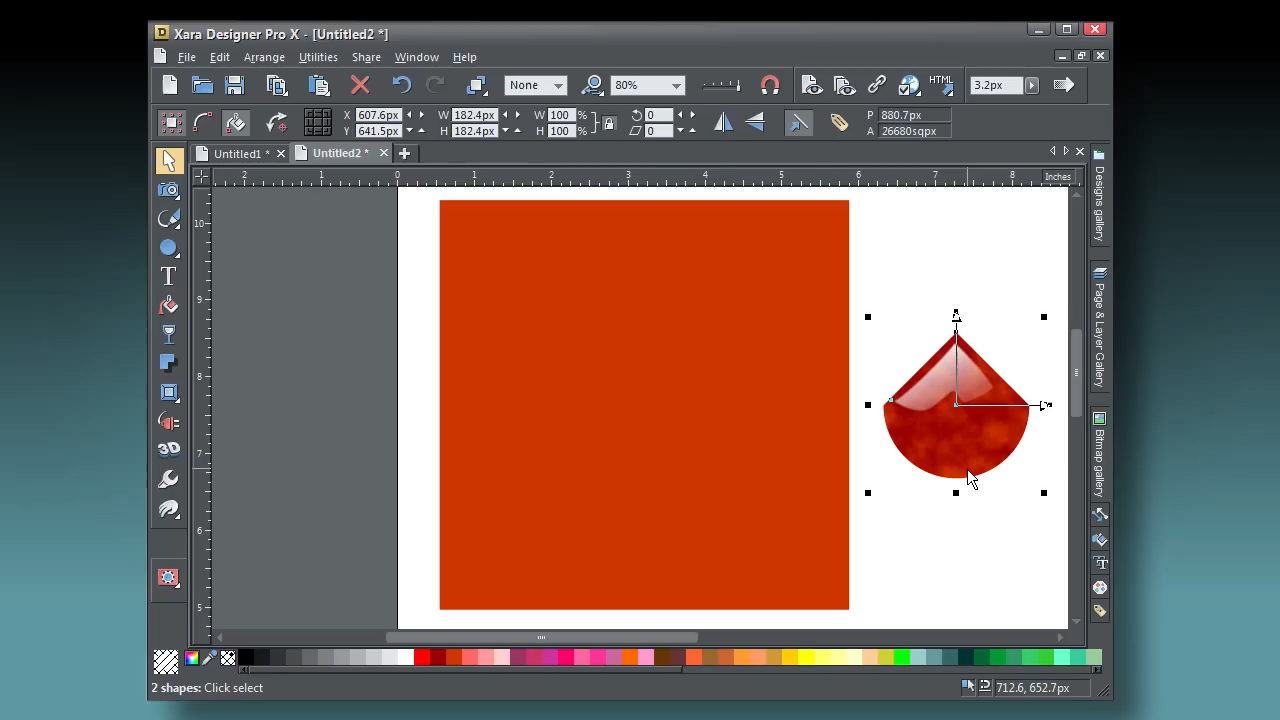 Xara Designer Pro X - [Untitled2 *]
File Edit Arrange Utilities Share Window Help
None 80% HTML 3.2px
X 607.6px W 182.4px W 100 % 0 P 880.7px
Y 641.5px H 182.4px H 100 % 0 A 26680sqpx
Untitled1 * Untitled2 *
2 1 0 1 2 3 4 5 6 7 8 Inches
10
9
8
7
6
5
T
3D
Designs gallery
Page & Layer Gallery
Bitmap gallery
2 shapes: Click select 712.6, 652.7px